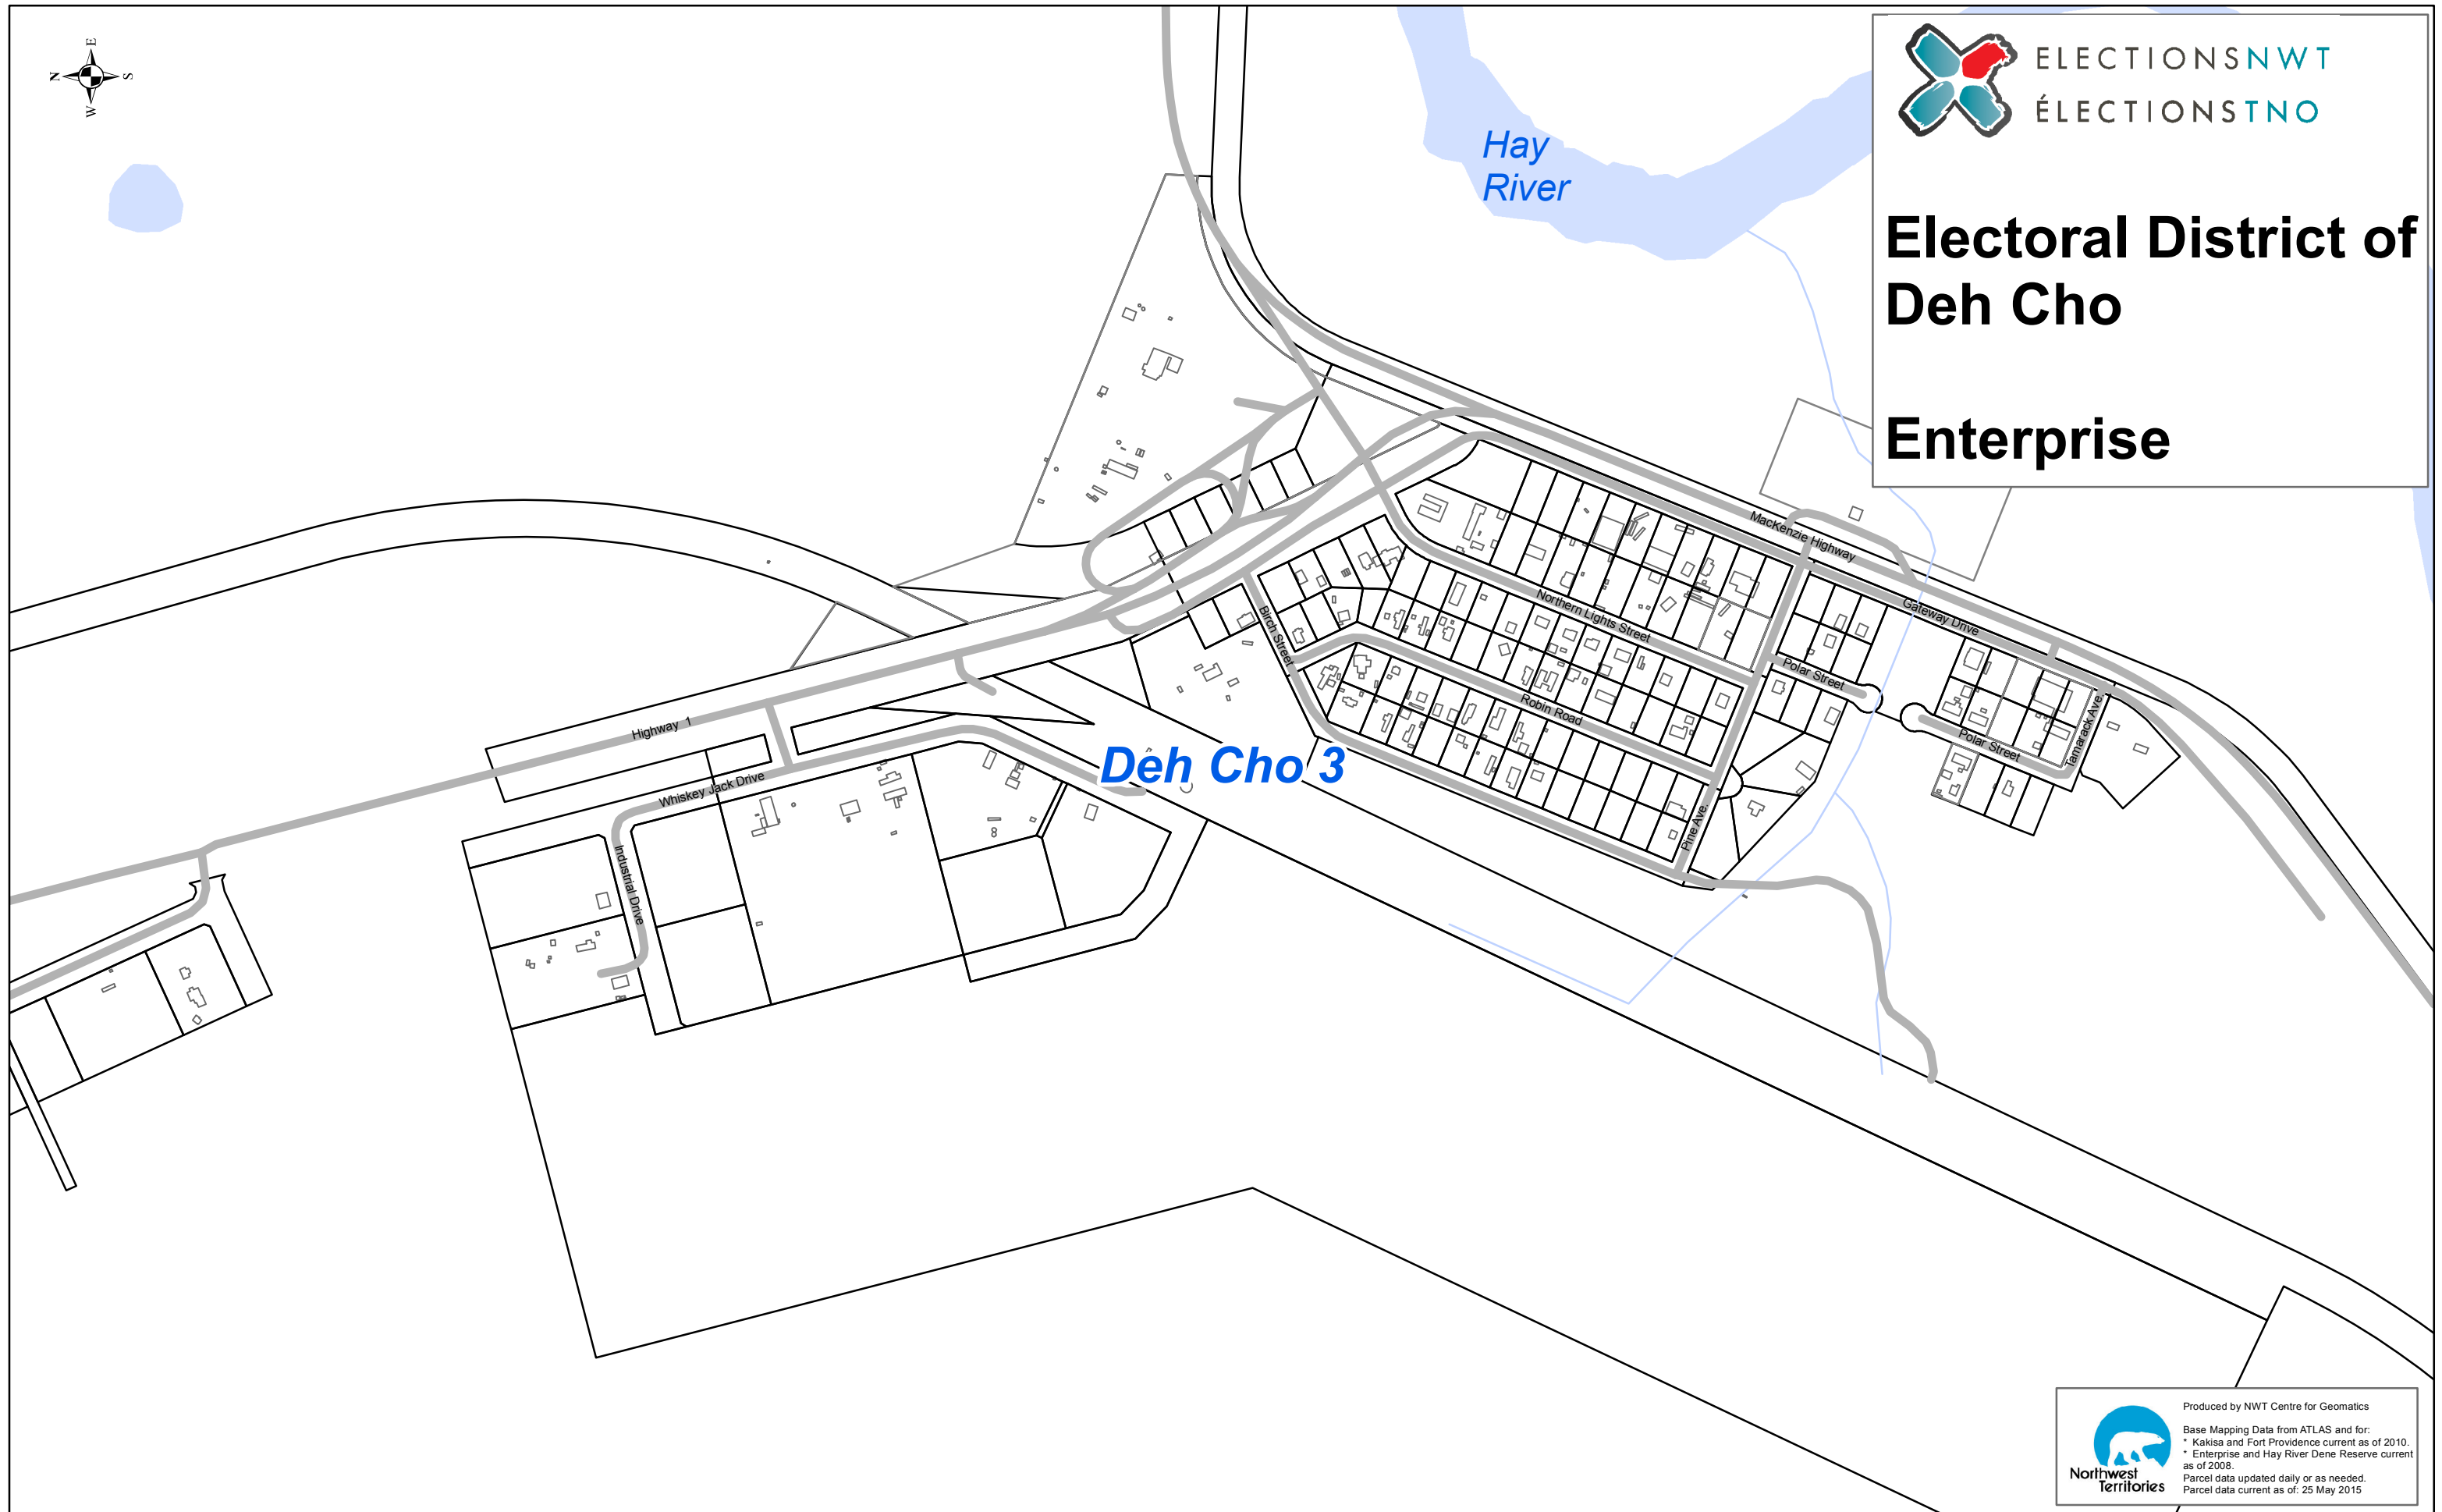 E
N
S
W
ELECTIONSNWT
ÉLECTIONSTNO
Electoral District of
Deh Cho
Enterprise
Hay
River
MacKenzie Highway
Gateway Drive
Northern Lights Street
Birch Street
Polar Street
Robin Road
Polar Street
Tamarack Ave.
Pine Ave.
Highway 1
Whiskey Jack Drive
Industrial Drive
Deh Cho 3
Northwest
Territories
Produced by NWT Centre for Geomatics
Base Mapping Data from ATLAS and for:
* Kakisa and Fort Providence current as of 2010.
* Enterprise and Hay River Dene Reserve current
as of 2008.
Parcel data updated daily or as needed.
Parcel data current as of: 25 May 2015